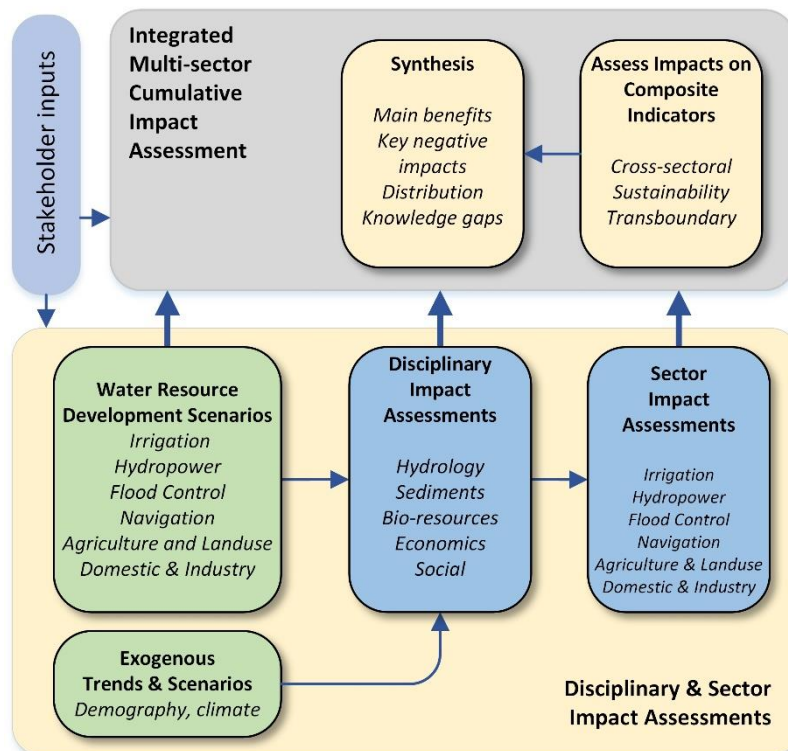 Stakeholder inputs
Integrated
Multi-sector
Cumulative
Impact
Assessment
Synthesis
Main benefits
Key negative
impacts
Distribution
Knowledge gaps
Assess Impacts on
Composite
Indicators
Cross-sectoral
Sustainability
Transboundary
Water Resource
Development Scenarios
Irrigation
Hydropower
Flood Control
Navigation
Agriculture and Landuse
Domestic & Industry
Disciplinary
Impact
Assessments
Hydrology
Sediments
Bio-resources
Economics
Social
Sector
Impact
Assessments
Irrigation
Hydropower
Flood Control
Navigation
Agriculture & Landuse
Domestic & Industry
Exogenous
Trends & Scenarios
Demography, climate
Disciplinary & Sector
Impact Assessments